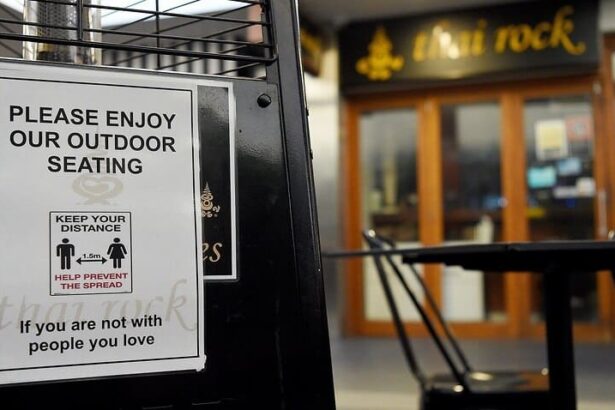 thai rock
PLEASE ENJOY
OUR OUTDOOR
SEATING
KEEP YOUR
DISTANCE
1.5m
HELP PREVENT
THE SPREAD
thai rock
If you are not with
people you love
es